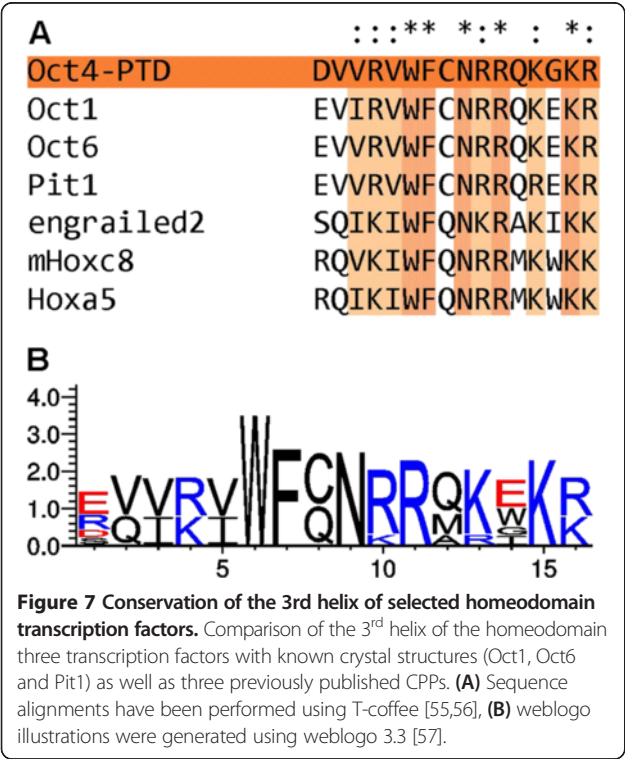 A
:::** *:* : *:
Oct4-PTD DVVRVWFCNRRQKGKR
Oct1 EVIRVWFCNRRQKEKR
Oct6 EVVRVWFCNRRQKEKR
Pit1 EVVRVWFCNRRQREKR
engrailed2 SQIKIWFQNKRAKIKK
mHoxc8 RQVKIWFQNRRMKWKK
Hoxa5 RQIKIWFQNRRMKWKK
B
4.0
3.0
2.0
1.0
0.0
E V V R V W F C N R R Q K E K R
R Q I K I Q K M R W K
D A G
S I
5 10 15
Figure 7 Conservation of the 3rd helix of selected homeodomain
transcription factors. Comparison of the 3rd helix of the homeodomain
three transcription factors with known crystal structures (Oct1, Oct6
and Pit1) as well as three previously published CPPs. (A) Sequence
alignments have been performed using T-coffee [55,56], (B) weblogo
illustrations were generated using weblogo 3.3 [57].